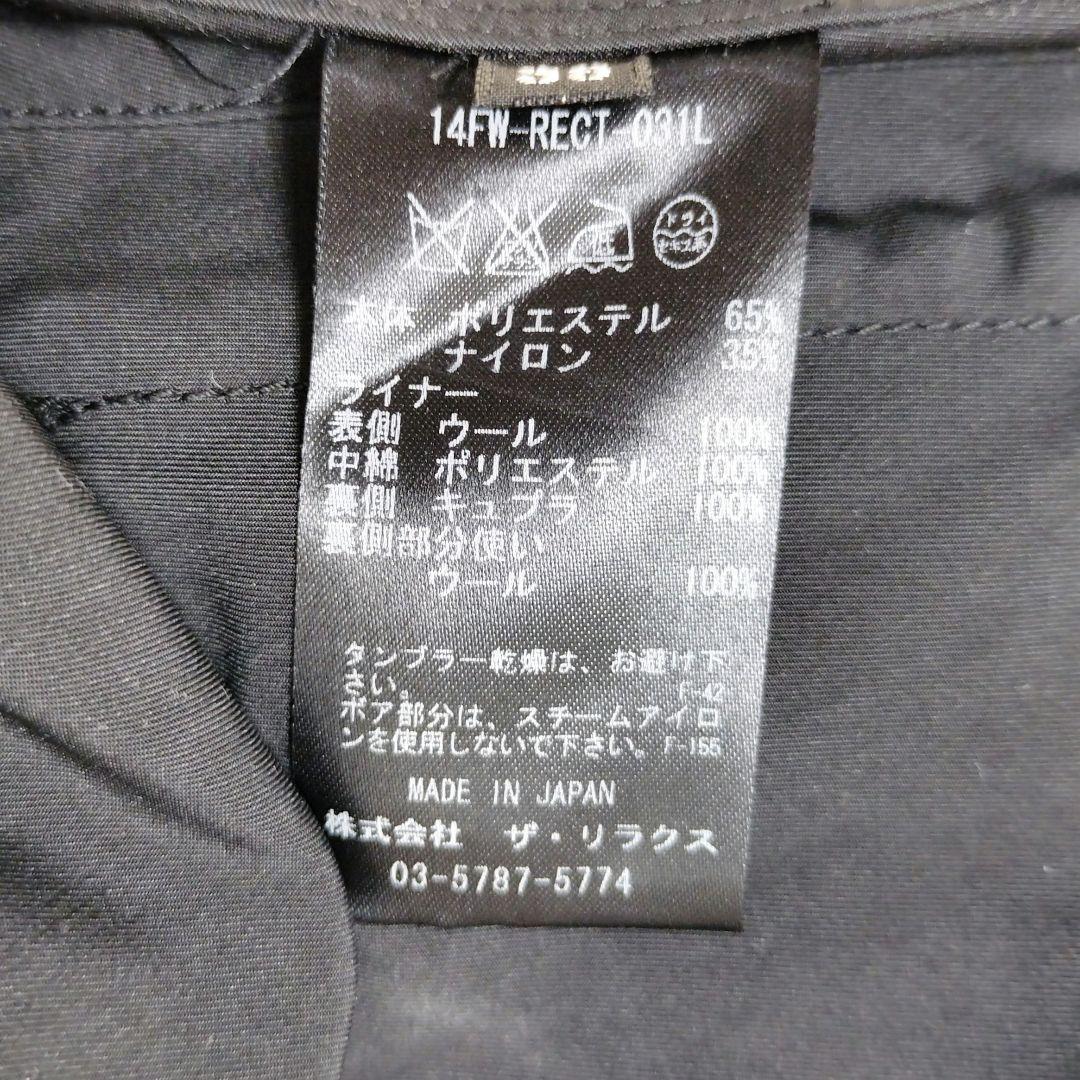 14FW-RECT-031L
低
ドライ
セキユ系
本体 ポリエステル 65%
ナイロン 35%
ライナー
表側 ウール 100%
中綿 ポリエステル 100%
裏側 キュプラ 100%
裏側部分使い
ウール 100%
タンブラー乾燥は、お避け下
さい。 F-42
ボア部分は、スチームアイロ
ンを使用しないで下さい。F-156
MADE IN JAPAN
株式会社 ザ・リラクス
03-5787-5774